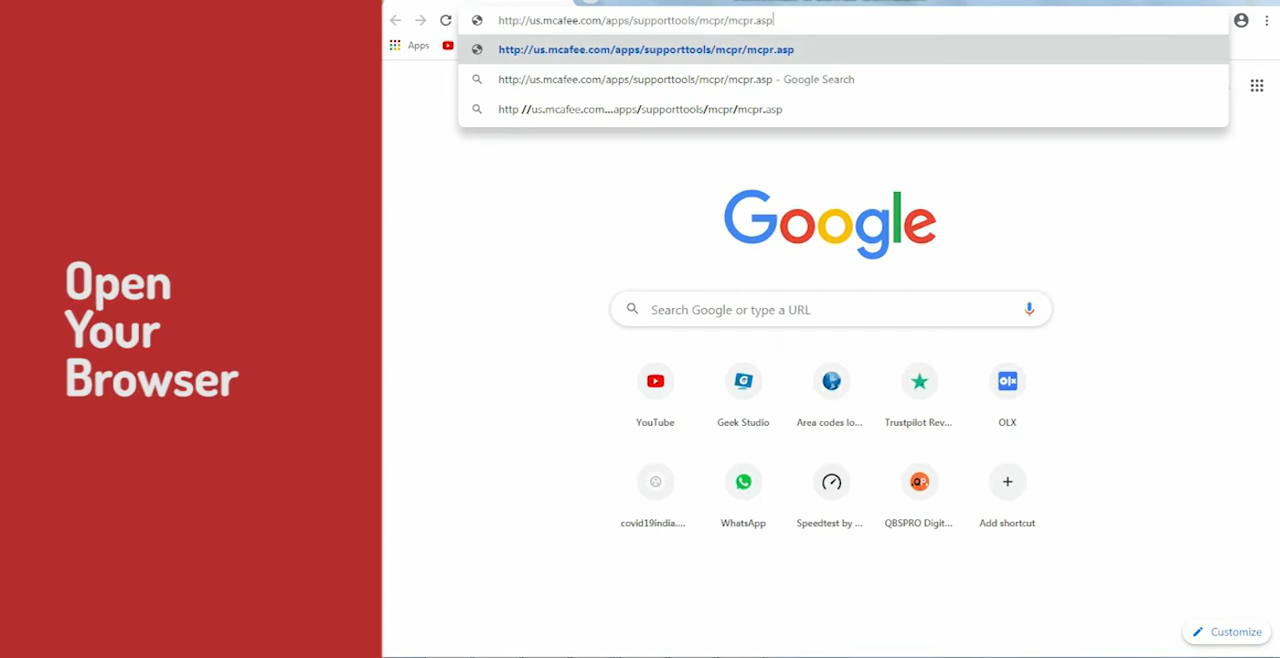 Open
Your
Browser
http://us.mcafee.com/apps/supporttools/mcpr/mcpr.asp
Apps
http://us.mcafee.com/apps/supporttools/mcpr/mcpr.asp
http://us.mcafee.com/apps/supporttools/mcpr/mcpr.asp - Google Search
http //us.mcafee.com...apps/supporttools/mcpr/mcpr.asp
Google
Search Google or type a URL
YouTube
Geek Studio
Area codes lo...
Trustpilot Rev...
OLX
covid19india....
WhatsApp
Speedtest by ...
QBSPRO Digit...
Add shortcut
Customize